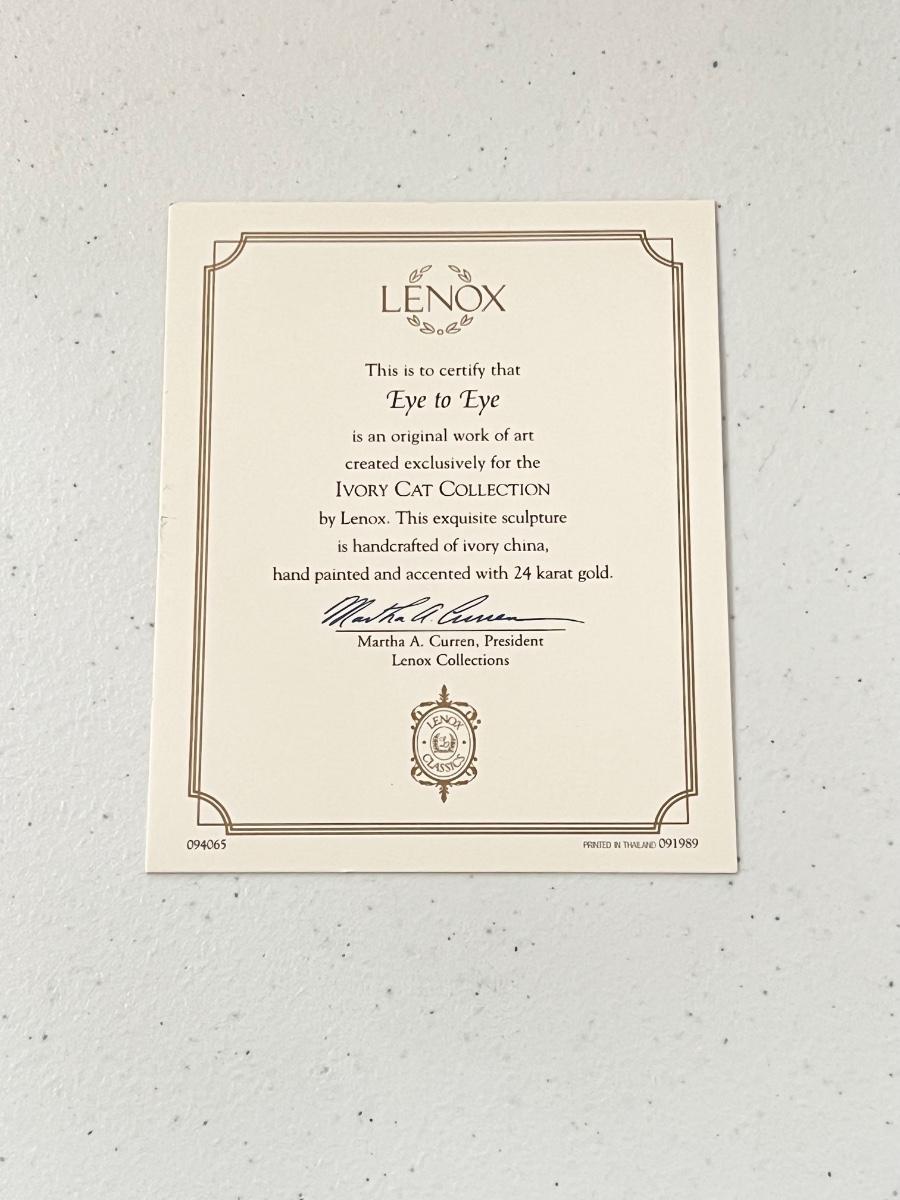 LENOX
This is to certify that
Eye to Eye
is an original work of art
created exclusively for the
IVORY CAT COLLECTION
by Lenox. This exquisite sculpture
is handcrafted of ivory china,
hand painted and accented with 24 karat gold.
Martha A. Curren
Martha A. Curren, President
Lenox Collections
LENOX
CLASSICS
094065
PRINTED IN THAILAND 091989